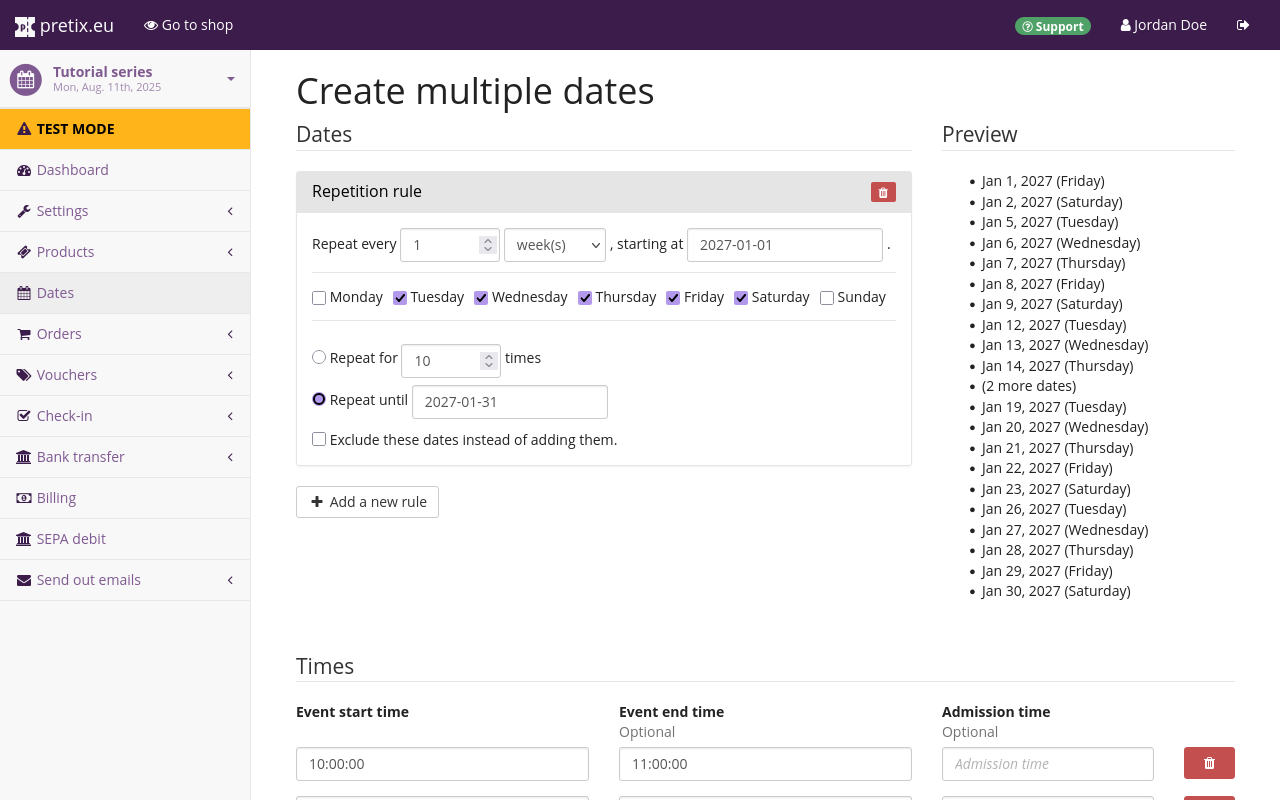 pretix.eu
Go to shop
Support
Jordan Doe
Tutorial series
Mon, Aug. 11th, 2025
TEST MODE
Dashboard
Settings
Products
Dates
Orders
Vouchers
Check-in
Bank transfer
Billing
SEPA debit
Send out emails
Create multiple dates
Dates
Repetition rule
Repeat every 1 week(s) , starting at 2027-01-01 .
Monday Tuesday Wednesday Thursday Friday Saturday Sunday
Repeat for 10 times
Repeat until 2027-01-31
Exclude these dates instead of adding them.
Add a new rule
Preview
Jan 1, 2027 (Friday)
Jan 2, 2027 (Saturday)
Jan 5, 2027 (Tuesday)
Jan 6, 2027 (Wednesday)
Jan 7, 2027 (Thursday)
Jan 8, 2027 (Friday)
Jan 9, 2027 (Saturday)
Jan 12, 2027 (Tuesday)
Jan 13, 2027 (Wednesday)
Jan 14, 2027 (Thursday)
(2 more dates)
Jan 19, 2027 (Tuesday)
Jan 20, 2027 (Wednesday)
Jan 21, 2027 (Thursday)
Jan 22, 2027 (Friday)
Jan 23, 2027 (Saturday)
Jan 26, 2027 (Tuesday)
Jan 27, 2027 (Wednesday)
Jan 28, 2027 (Thursday)
Jan 29, 2027 (Friday)
Jan 30, 2027 (Saturday)
Times
Event start time
10:00:00
Event end time
Optional
11:00:00
Admission time
Optional
Admission time